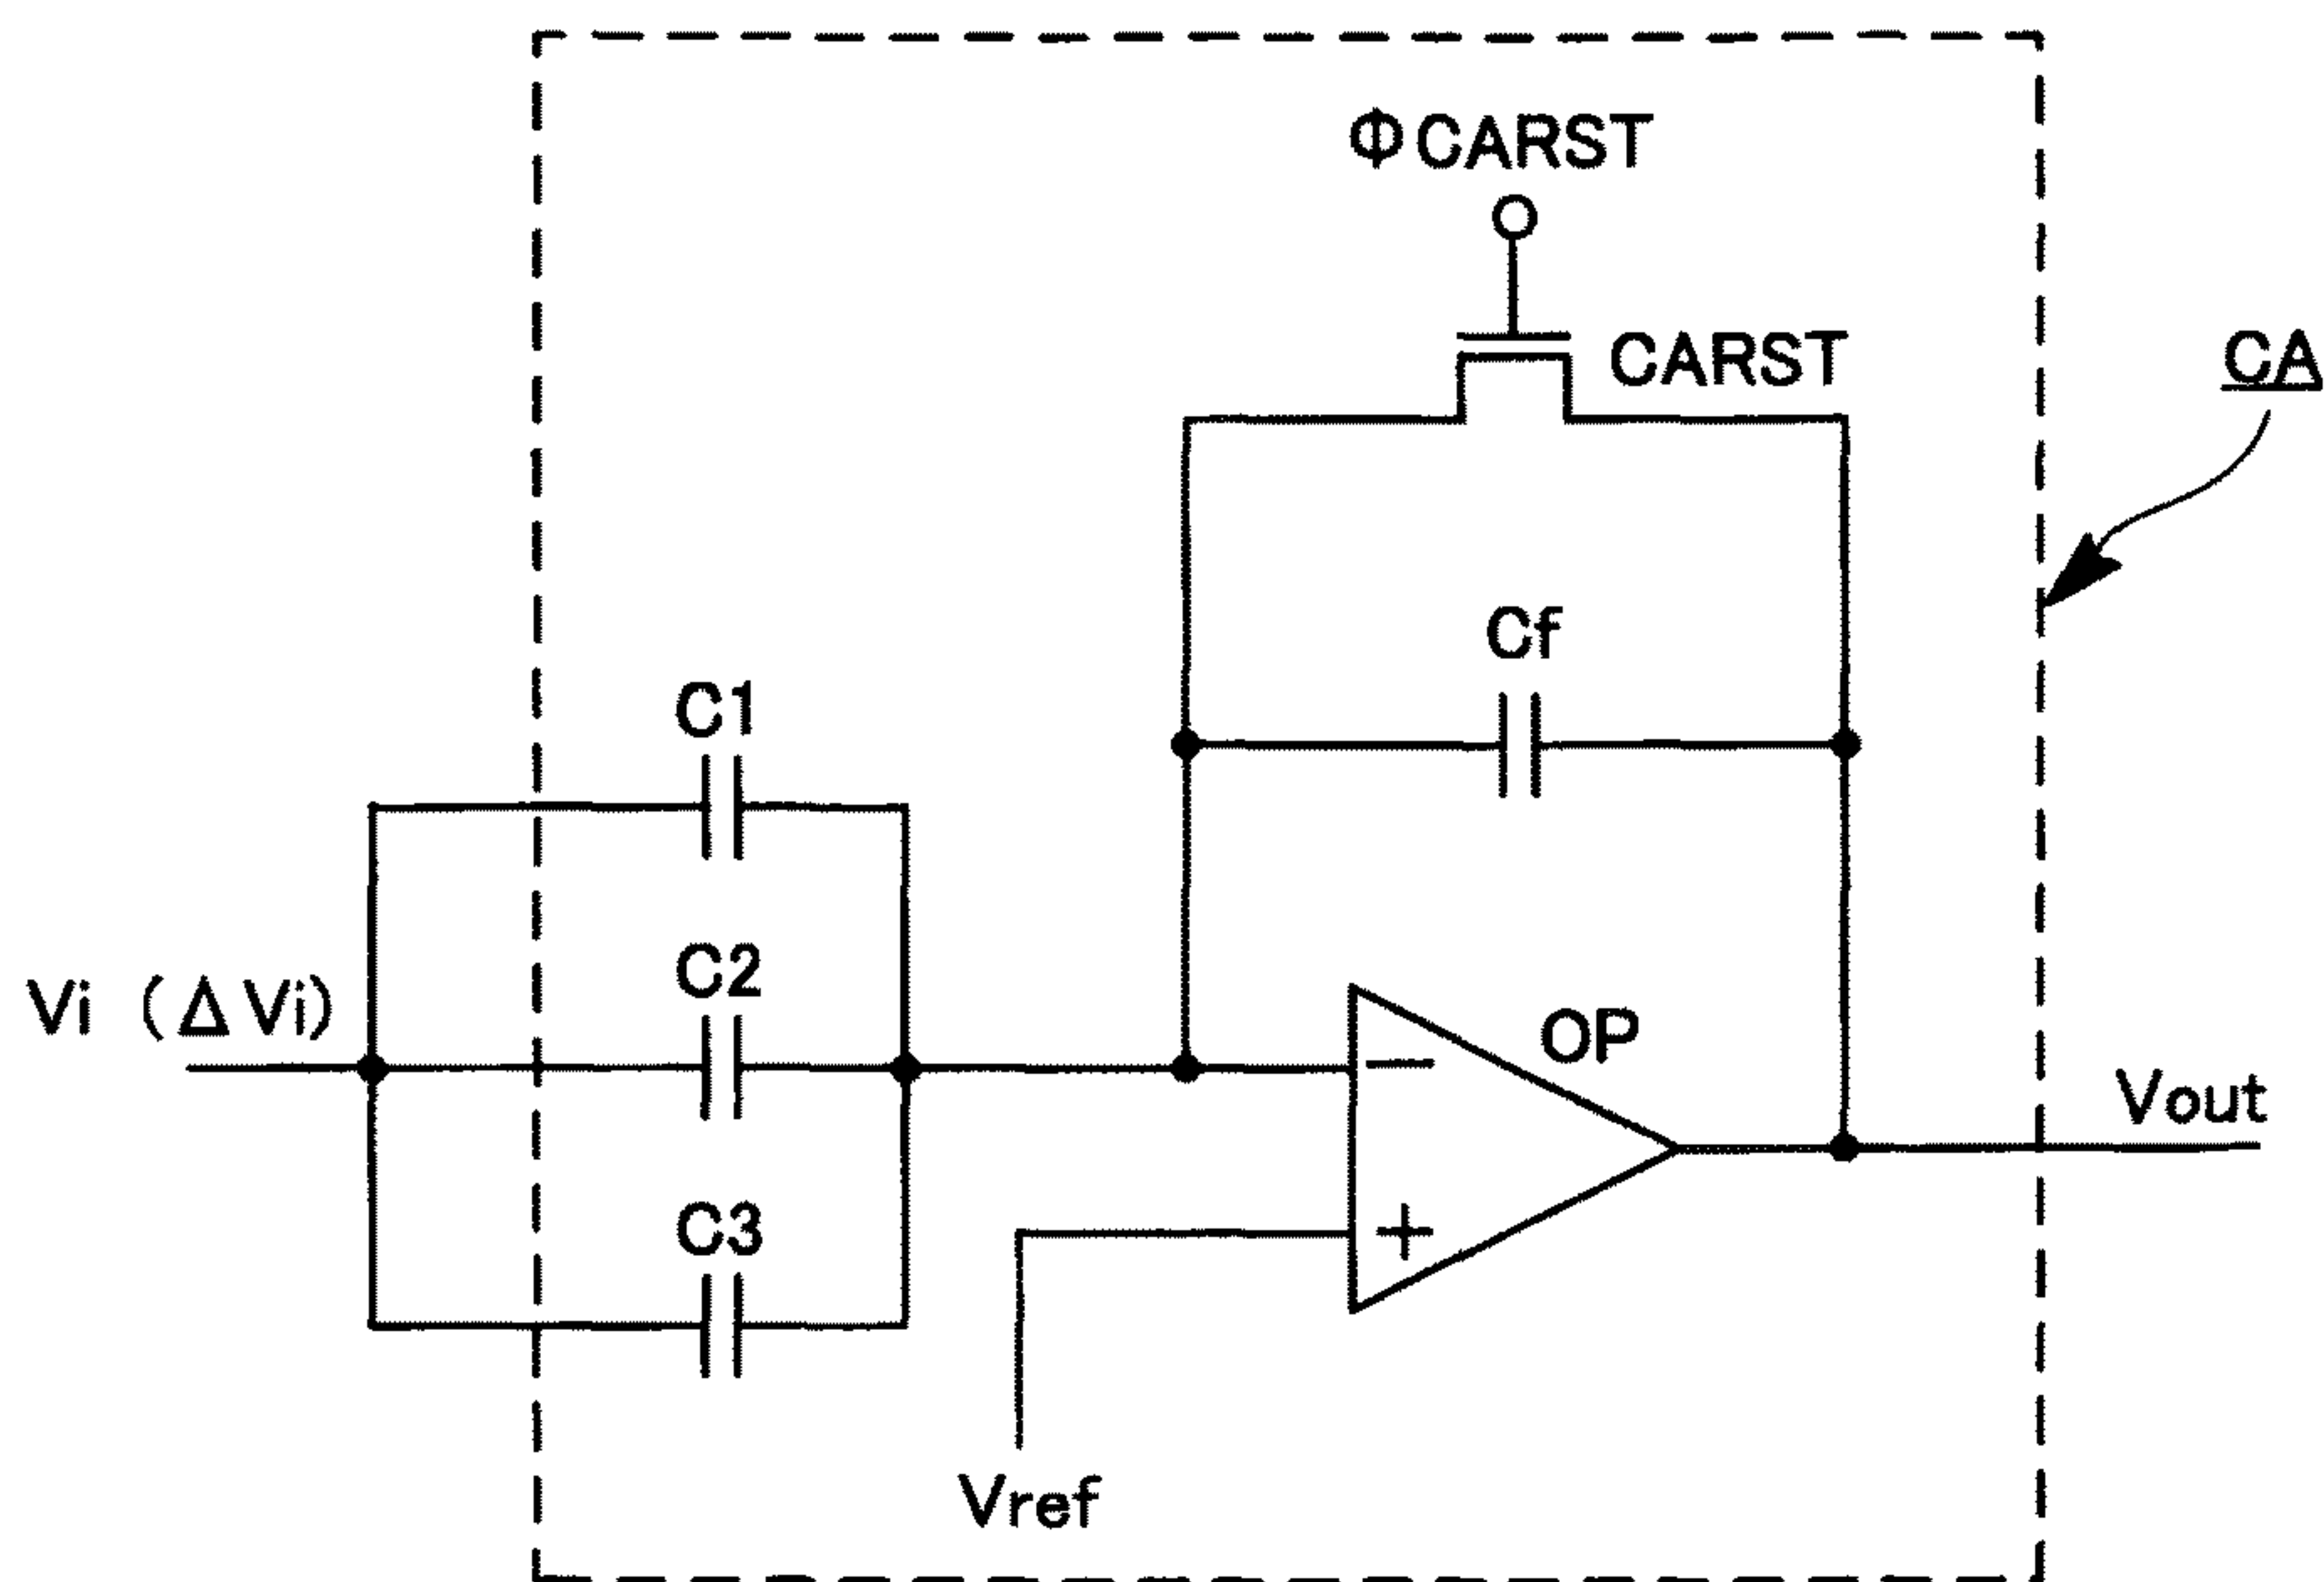 ΦCARST
CARST
CA
Cf
C1
C2
Vi (ΔVi)
OP
−
Vout
C3
+
Vref